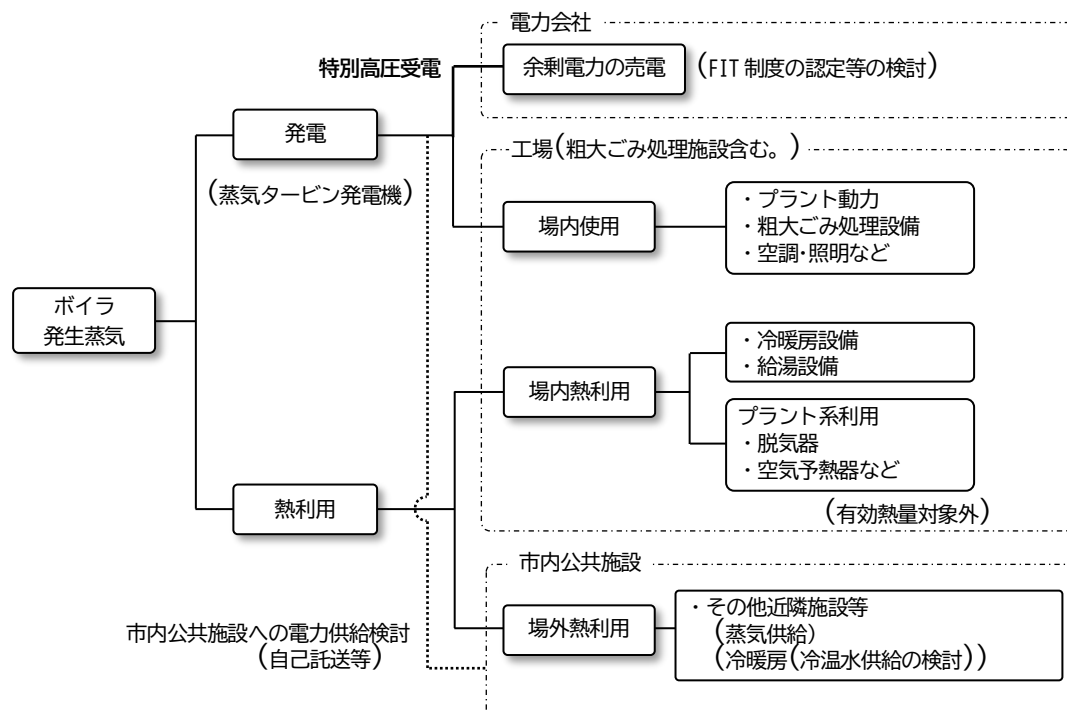 電力会社
特別高圧受電
余剰電力の売電
(FIT制度の認定等の検討)
発電
(蒸気タービン発電機)
工場(粗大ごみ処理施設含む。)
場内使用
・プラント動力
・粗大ごみ処理設備
・空調･照明など
ボイラ
発生蒸気
場内熱利用
・冷暖房設備
・給湯設備
プラント系利用
・脱気器
・空気予熱器など
(有効熱量対象外)
熱利用
市内公共施設
場外熱利用
・その他近隣施設等
(蒸気供給)
(冷暖房(冷温水供給の検討))
市内公共施設への電力供給検討
(自己託送等)